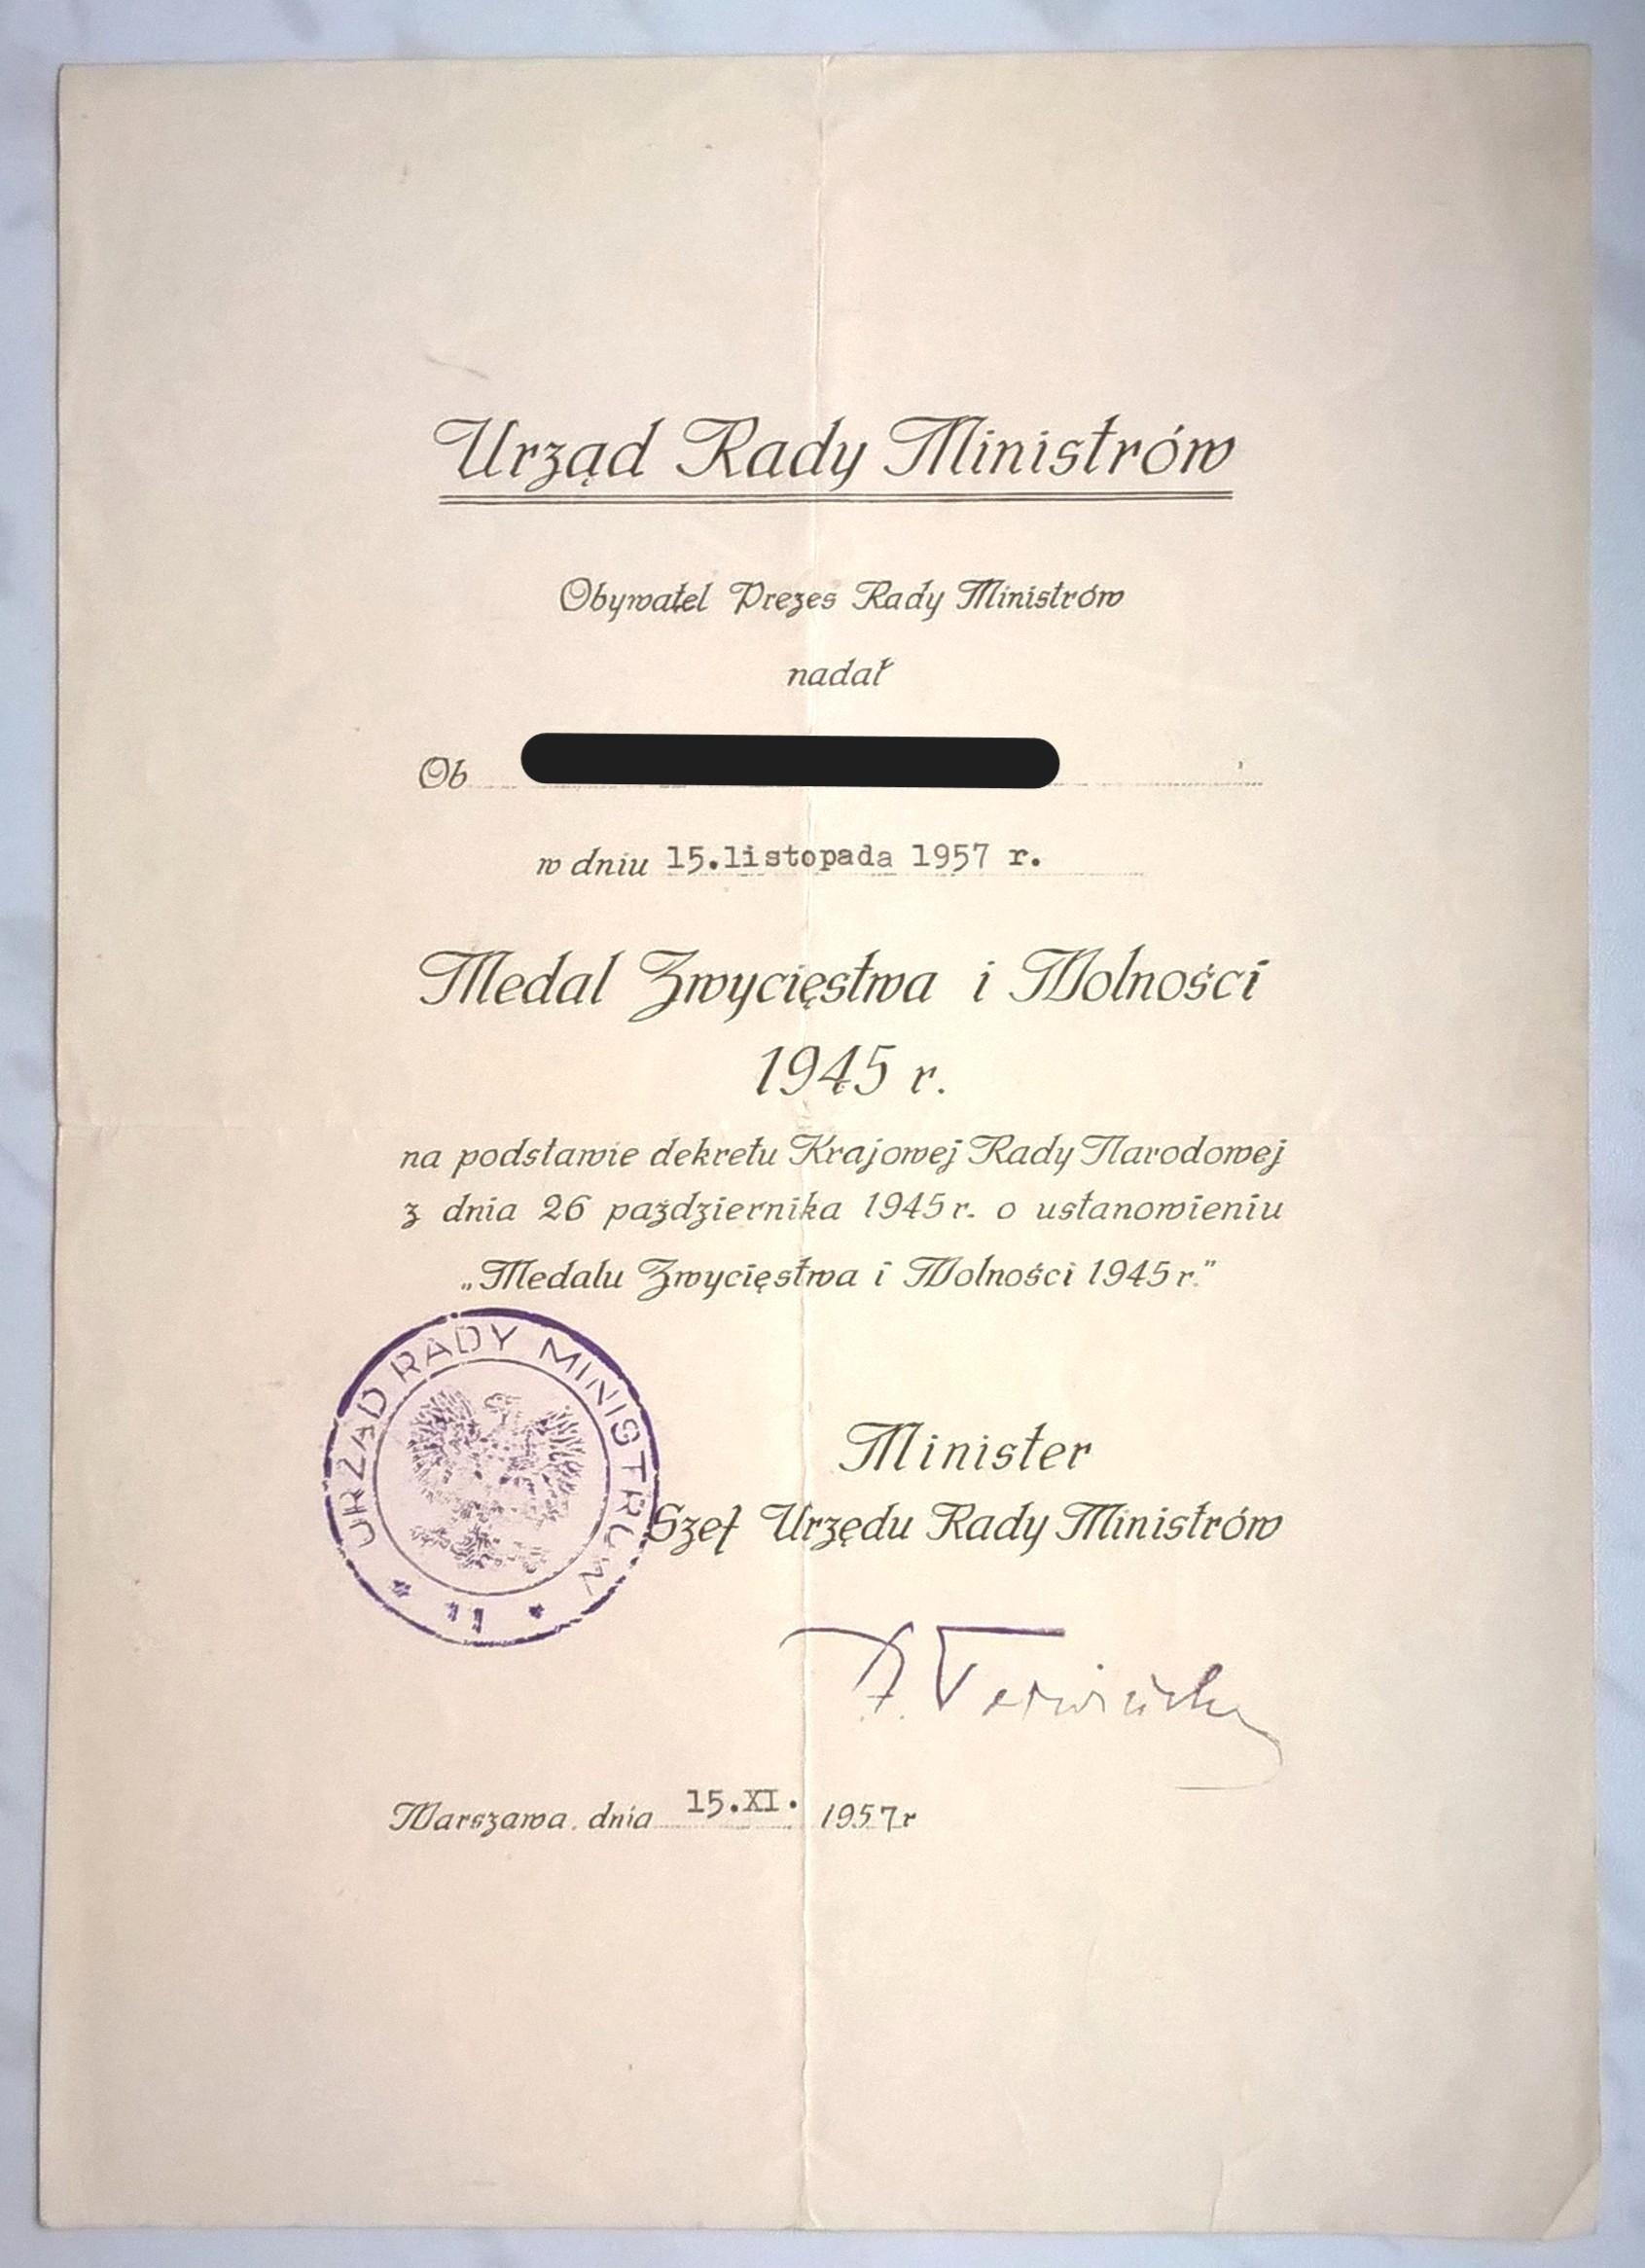 Urząd Rady Ministrów
Obywatel Prezes Rady Ministrów
nadał
Ob
w dniu 15.listopada 1957 r.
Medal Zwycięstwa i Wolności
1945 r.
na podstawie dekretu Krajowej Rady Narodowej
z dnia 26 października 1945 r. o ustanowieniu
„Medalu Zwycięstwa i Wolności 1945 r."
URZĄD RADY MINISTRÓW
Minister
Szef Urzędu Rady Ministrów
Warszawa, dnia 15.XI. 1957 r